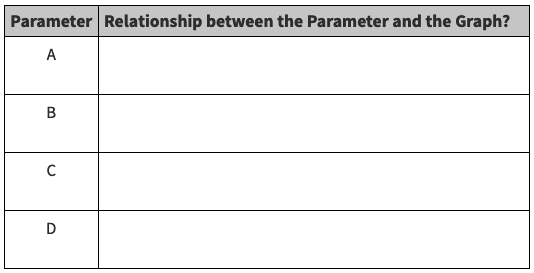 Parameter Relationship between the Parameter and the Graph?
A
B
C
D